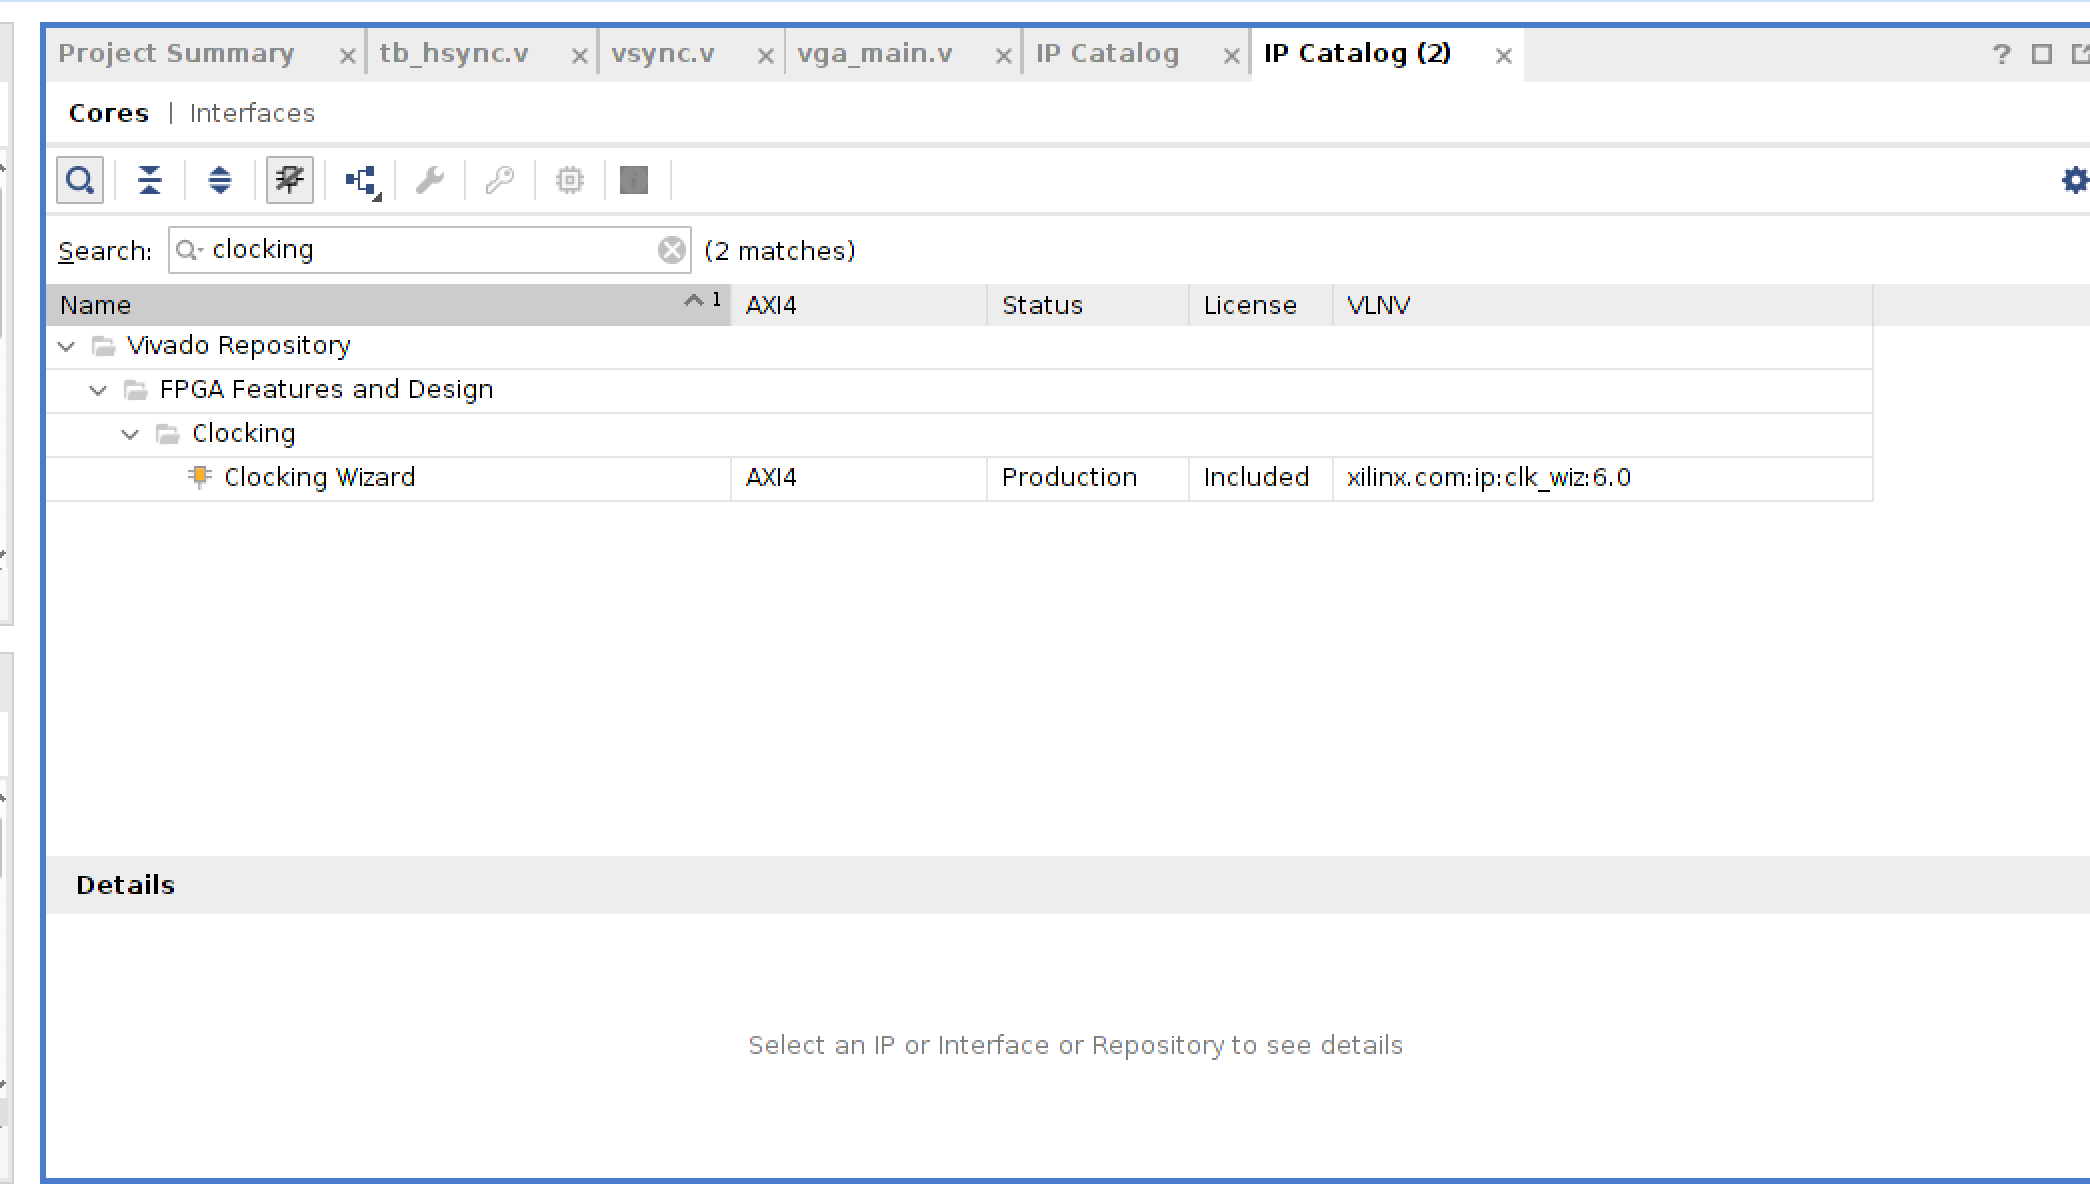 Project Summary tb_hsync.v vsync.v vga_main.v IP Catalog IP Catalog (2) ?
Cores | Interfaces
Search: clocking (2 matches)
Name 1 AXI4 Status License VLNV
Vivado Repository
FPGA Features and Design
Clocking
Clocking Wizard AXI4 Production Included xilinx.com:ip:clk_wiz:6.0
Details
Select an IP or Interface or Repository to see details